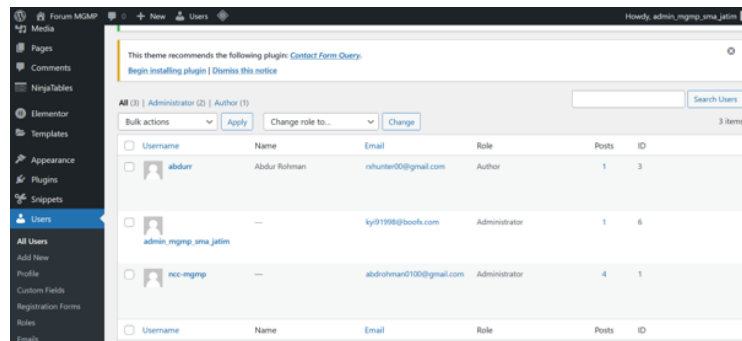 Forum MGMP 0 + New Users
Howdy, admin_mgmp_sma_jatim
Media
Pages
Comments
NinjaTables
Elementor
Templates
Appearance
Plugins
Snippets
Users
All Users
Add New
Profile
Custom Fields
Registration Forms
Roles
Emails
This theme recommends the following plugin: Contact Form Query.
Begin installing plugin | Dismiss this notice
All (3) | Administrator (2) | Author (1)
Search Users
Bulk actions Apply Change role to... Change
3 items
Username Name Email Role Posts ID
abdurr Abdur Rohman rxhunter00@gmail.com Author 1 3
admin_mgmp_sma_jatim — kyi91998@boofx.com Administrator 1 6
ncc-mgmp — abdrohman0100@gmail.com Administrator 4 1
Username Name Email Role Posts ID